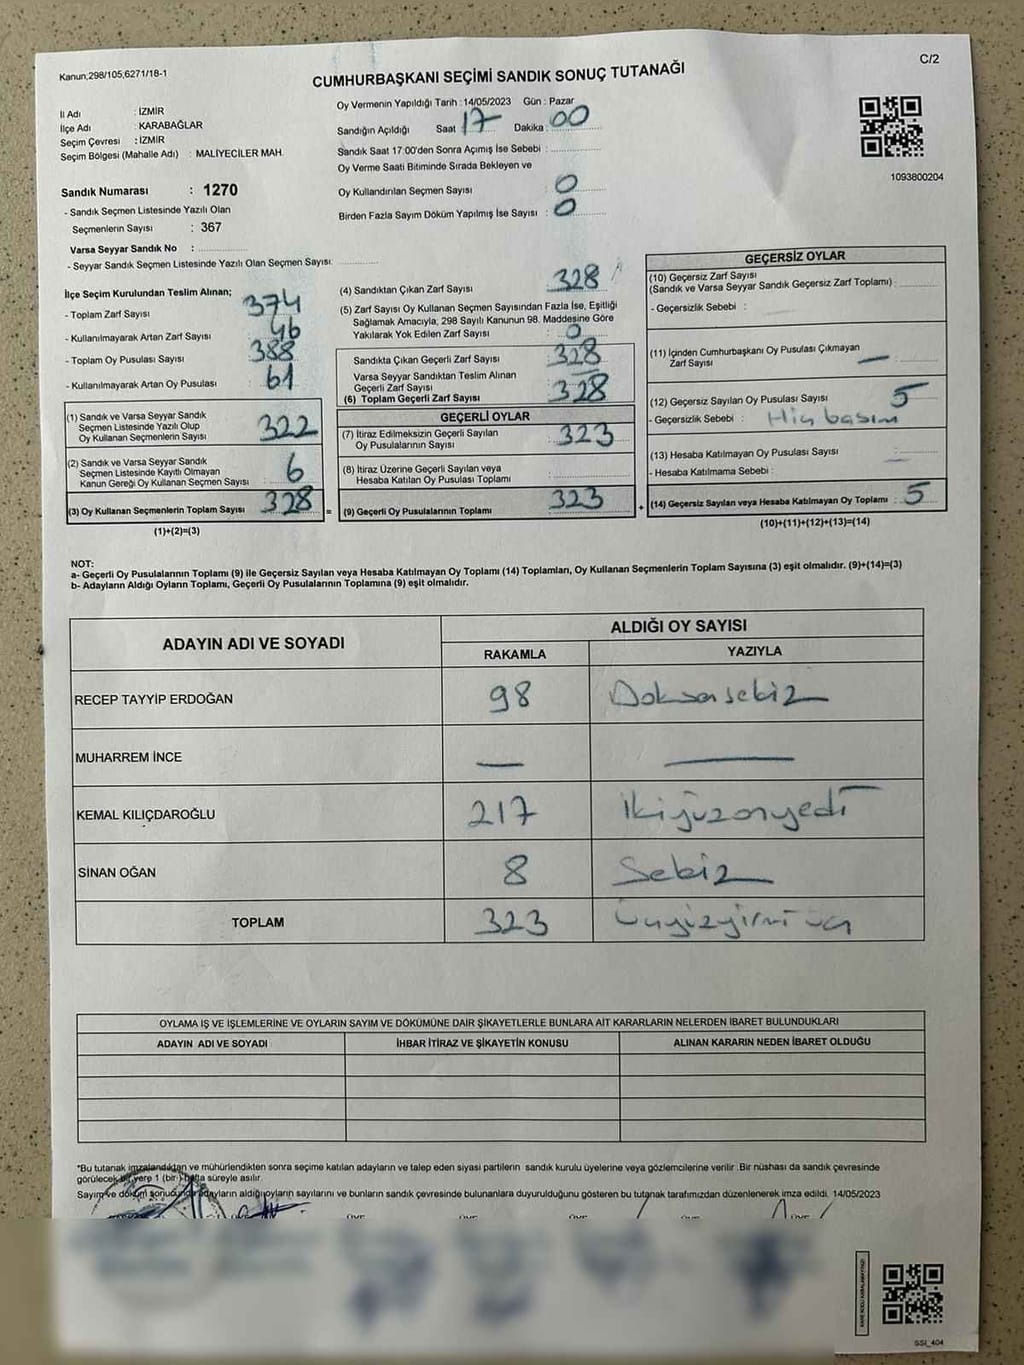 Kanun;298/105,6271/18-1
C/2
CUMHURBAŞKANI SEÇİMİ SANDIK SONUÇ TUTANAĞI
İl Adı : İZMİR
İlçe Adı : KARABAĞLAR
Seçim Çevresi : İZMİR
Seçim Bölgesi (Mahalle Adı) : MALİYECİLER MAH.
Sandık Numarası : 1270
- Sandık Seçmen Listesinde Yazılı Olan
Seçmenlerin Sayısı : 367
Varsa Seyyar Sandık No :
- Seyyar Sandık Seçmen Listesinde Yazılı Olan Seçmen Sayısı:
Oy Vermenin Yapıldığı Tarih : 14/05/2023 Gün : Pazar
Sandığın Açıldığı Saat 17 Dakika : 00
Sandık Saat 17:00'den Sonra Açımış İse Sebebi :
Oy Verme Saati Bitiminde Sırada Bekleyen ve
Oy Kullandırılan Seçmen Sayısı : 0
Birden Fazla Sayım Döküm Yapılmış İse Sayısı : 0
1093800204
İlçe Seçim Kurulundan Teslim Alınan;
- Toplam Zarf Sayısı : 374
- Kullanılmayarak Artan Zarf Sayısı : 46
- Toplam Oy Pusulası Sayısı : 388
- Kullanılmayarak Artan Oy Pusulası : 61
(1) Sandık ve Varsa Seyyar Sandık
Seçmen Listesinde Yazılı Olup
Oy Kullanan Seçmenlerin Sayısı : 322
(2) Sandık ve Varsa Seyyar Sandık
Seçmen Listesinde Kayıtlı Olmayan
Kanun Gereği Oy Kullanan Seçmen Sayısı : 6
(3) Oy Kullanan Seçmenlerin Toplam Sayısı : 328
(1)+(2)=(3)
(4) Sandıktan Çıkan Zarf Sayısı : 328
(5) Zarf Sayısı Oy Kullanan Seçmen Sayısından Fazla İse, Eşitliği
Sağlamak Amacıyla, 298 Sayılı Kanunun 98. Maddesine Göre
Yakılarak Yok Edilen Zarf Sayısı : 0
Sandıkta Çıkan Geçerli Zarf Sayısı : 328
Varsa Seyyar Sandıktan Teslim Alınan
Geçerli Zarf Sayısı : —
(6) Toplam Geçerli Zarf Sayısı : 328
=
GEÇERLİ OYLAR
(7) İtiraz Edilmeksizin Geçerli Sayılan
Oy Pusulalarının Sayısı : 323
(8) İtiraz Üzerine Geçerli Sayılan veya
Hesaba Katılan Oy Pusulası Toplamı :
(9) Geçerli Oy Pusulalarının Toplamı : 323
+
GEÇERSİZ OYLAR
(10) Geçersiz Zarf Sayısı
(Sandık ve Varsa Seyyar Sandık Geçersiz Zarf Toplamı) :
- Geçersizlik Sebebi :
(11) İçinden Cumhurbaşkanı Oy Pusulası Çıkmayan
Zarf Sayısı : —
(12) Geçersiz Sayılan Oy Pusulası Sayısı : 5
- Geçersizlik Sebebi :
(13) Hesaba Katılmayan Oy Pusulası Sayısı : —
- Hesaba Katılmama Sebebi :
(14) Geçersiz Sayılan veya Hesaba Katılmayan Oy Toplamı : 5
(10)+(11)+(12)+(13)=(14)
NOT:
a- Geçerli Oy Pusulalarının Toplamı (9) ile Geçersiz Sayılan veya Hesaba Katılmayan Oy Toplamı (14) Toplamları, Oy Kullanan Seçmenlerin Toplam Sayısına (3) eşit olmalıdır. (9)+(14)=(3)
b- Adayların Aldığı Oyların Toplamı, Geçerli Oy Pusulalarının Toplamına (9) eşit olmalıdır.
ADAYIN ADI VE SOYADI
ALDIĞI OY SAYISI
RAKAMLA YAZIYLA
RECEP TAYYİP ERDOĞAN 98 Doksansekiz
MUHARREM İNCE — —
KEMAL KILIÇDAROĞLU 217 ikiyüzonyedi
SİNAN OĞAN 8 Sekiz
TOPLAM 323 Üçyüzyirmi üç
OYLAMA İŞ VE İŞLEMLERİNE VE OYLARIN SAYIM VE DÖKÜMÜNE DAİR ŞİKAYETLERLE BUNLARA AİT KARARLARIN NELERDEN İBARET BULUNDUKLARI
ADAYIN ADI VE SOYADI İHBAR İTİRAZ VE ŞİKAYETİN KONUSU ALINAN KARARIN NEDEN İBARET OLDUĞU
*Bu tutanak imzalandıktan ve mühürlendikten sonra seçime katılan adayların ve talep eden siyasi partilerin sandık kurulu üyelerine veya gözlemcilerine verilir .Bir nüshası da sandık çevresinde
görülecek bir yere 1 (bir) hafta süreyle asılır.
Sayım ve döküm sonucunda adayların aldığı oyların sayılarını ve bunların sandık çevresinde bulunanlara duyurulduğunu gösteren bu tutanak tarafımızdan düzenlenerek imza edildi. 14/05/2023
SSİ_404